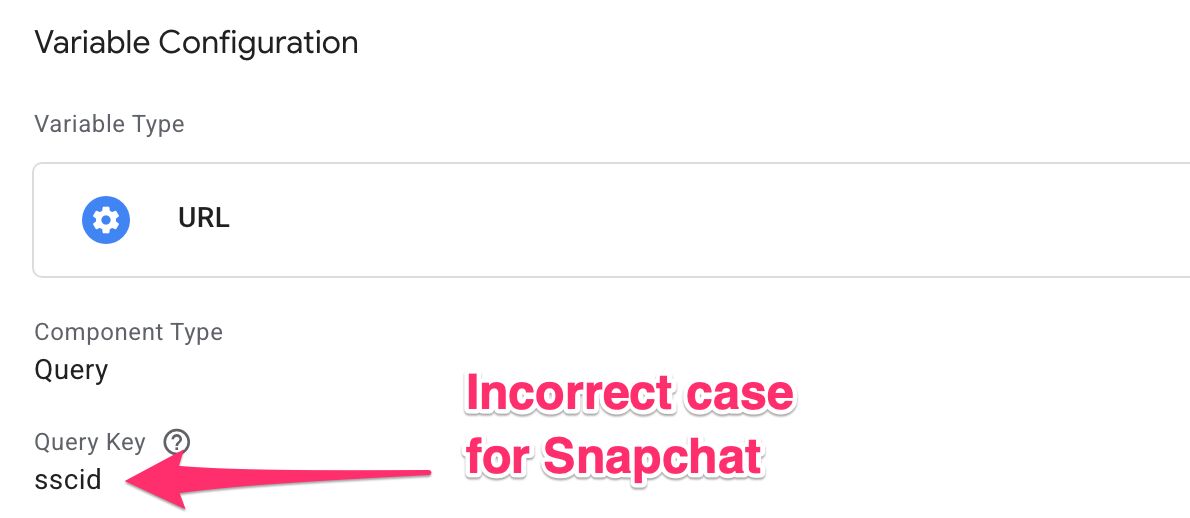 Variable Configuration
Variable Type
URL
Component Type
Query
Incorrect case
for Snapchat
Query Key ?
sscid